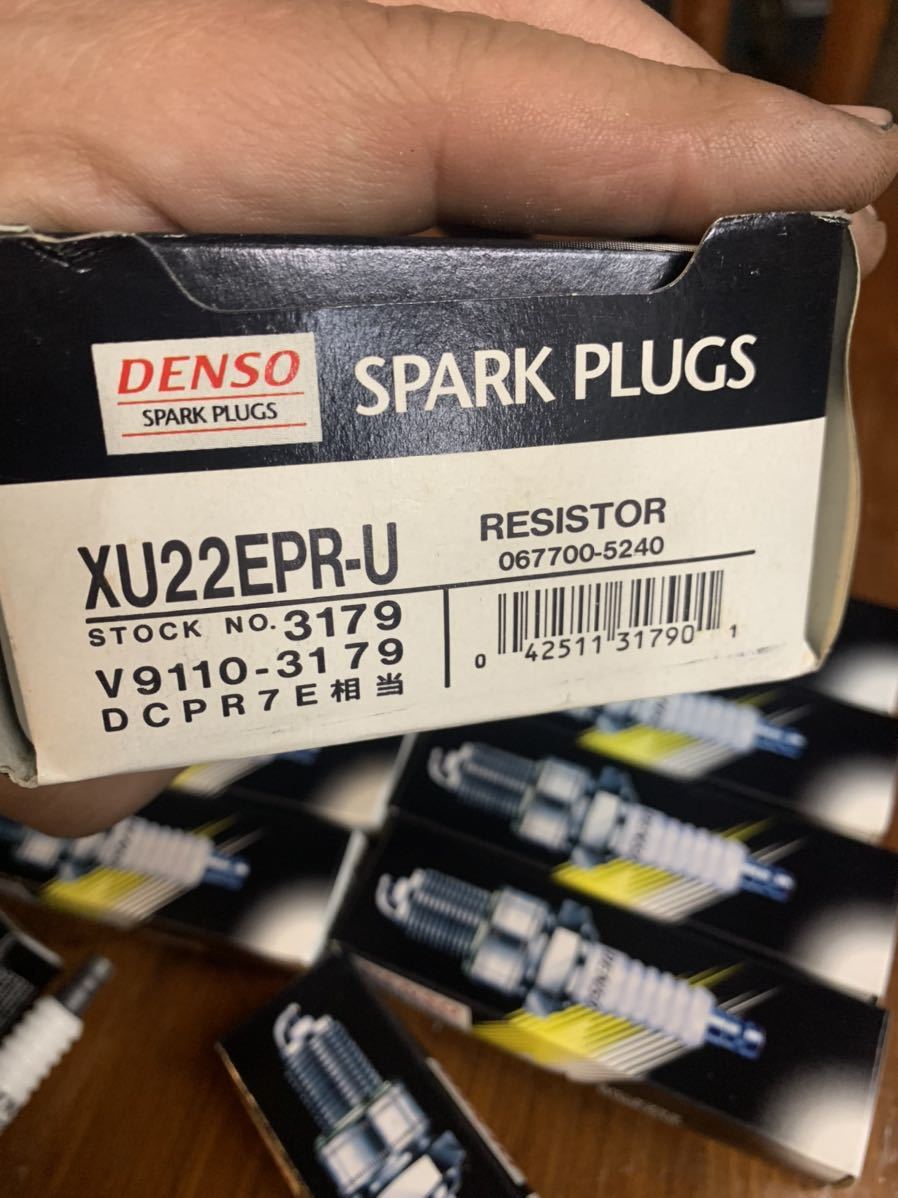 DENSO
SPARK PLUGS
SPARK PLUGS
XU22EPR-U
RESISTOR
067700-5240
STOCK NO. 3179
V9110-3179
DCPR7E相当
0 42511 31790 1
DENSO